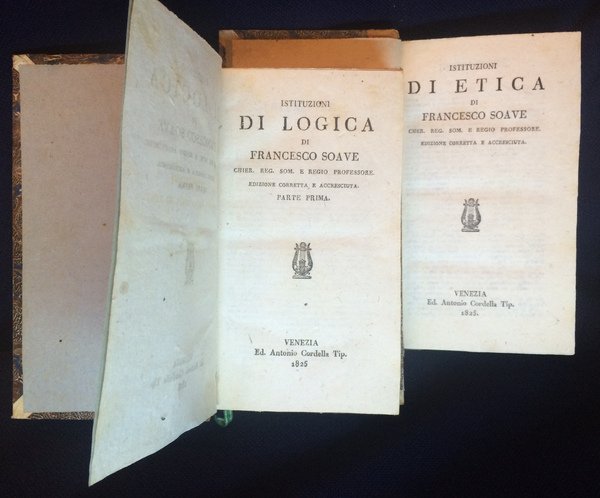 ISTITUZIONI
DI LOGICA
DI
FRANCESCO SOAVE
CHIER. REG. SOM. E REGIO PROFESSORE.
EDIZIONE CORRETTA E ACCRESCIUTA.
PARTE PRIMA.
VENEZIA
Ed. Antonio Cordella Tip.
1825
ISTITUZIONI
DI ETICA
DI
FRANCESCO SOAVE
CHIER. REG. SOM. E REGIO PROFESSORE.
EDIZIONE CORRETTA E ACCRESCIUTA.
VENEZIA
Ed. Antonio Cordella Tip.
1825.